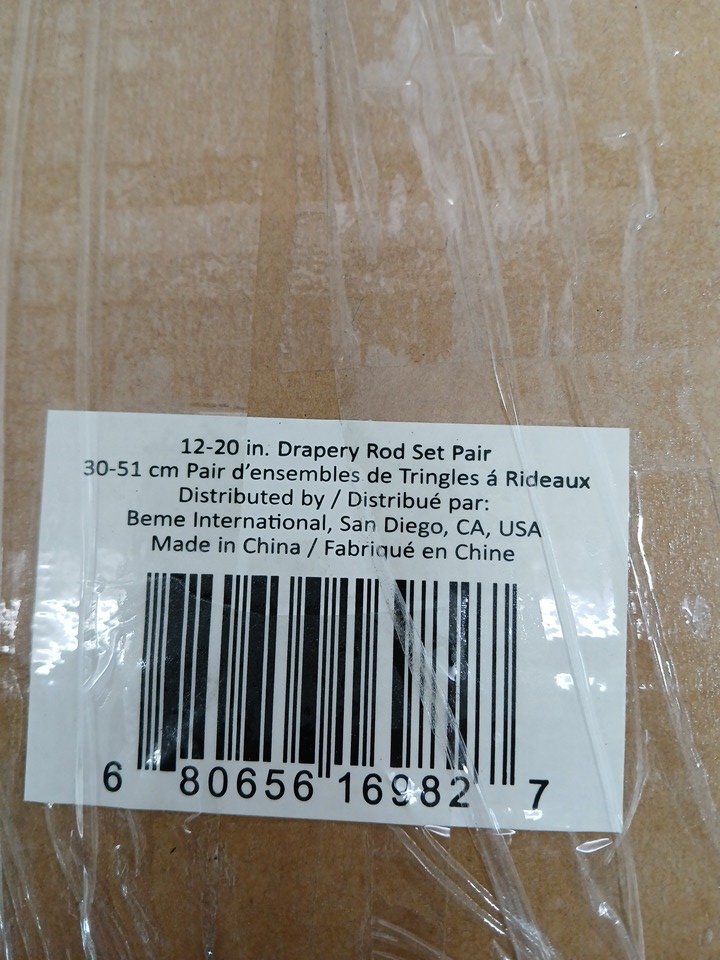 12-20 in. Drapery Rod Set Pair
30-51 cm Pair d'ensembles de Tringles á Rideaux
Distributed by / Distribué par:
Beme International, San Diego, CA, USA
Made in China / Fabriqué en Chine
6 80656 16982 7